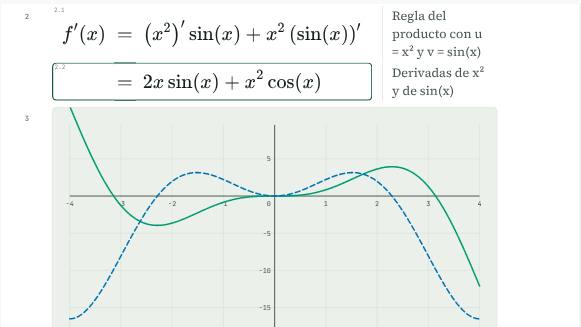 2
2.1
f′(x) = (x²)′ sin(x) + x² (sin(x))′
Regla del
producto con u
= x² y v = sin(x)
2.2
= 2x sin(x) + x² cos(x)
Derivadas de x²
y de sin(x)
3
5
-4 -3 -2 -1 0 1 2 3 4
-5
-10
-15